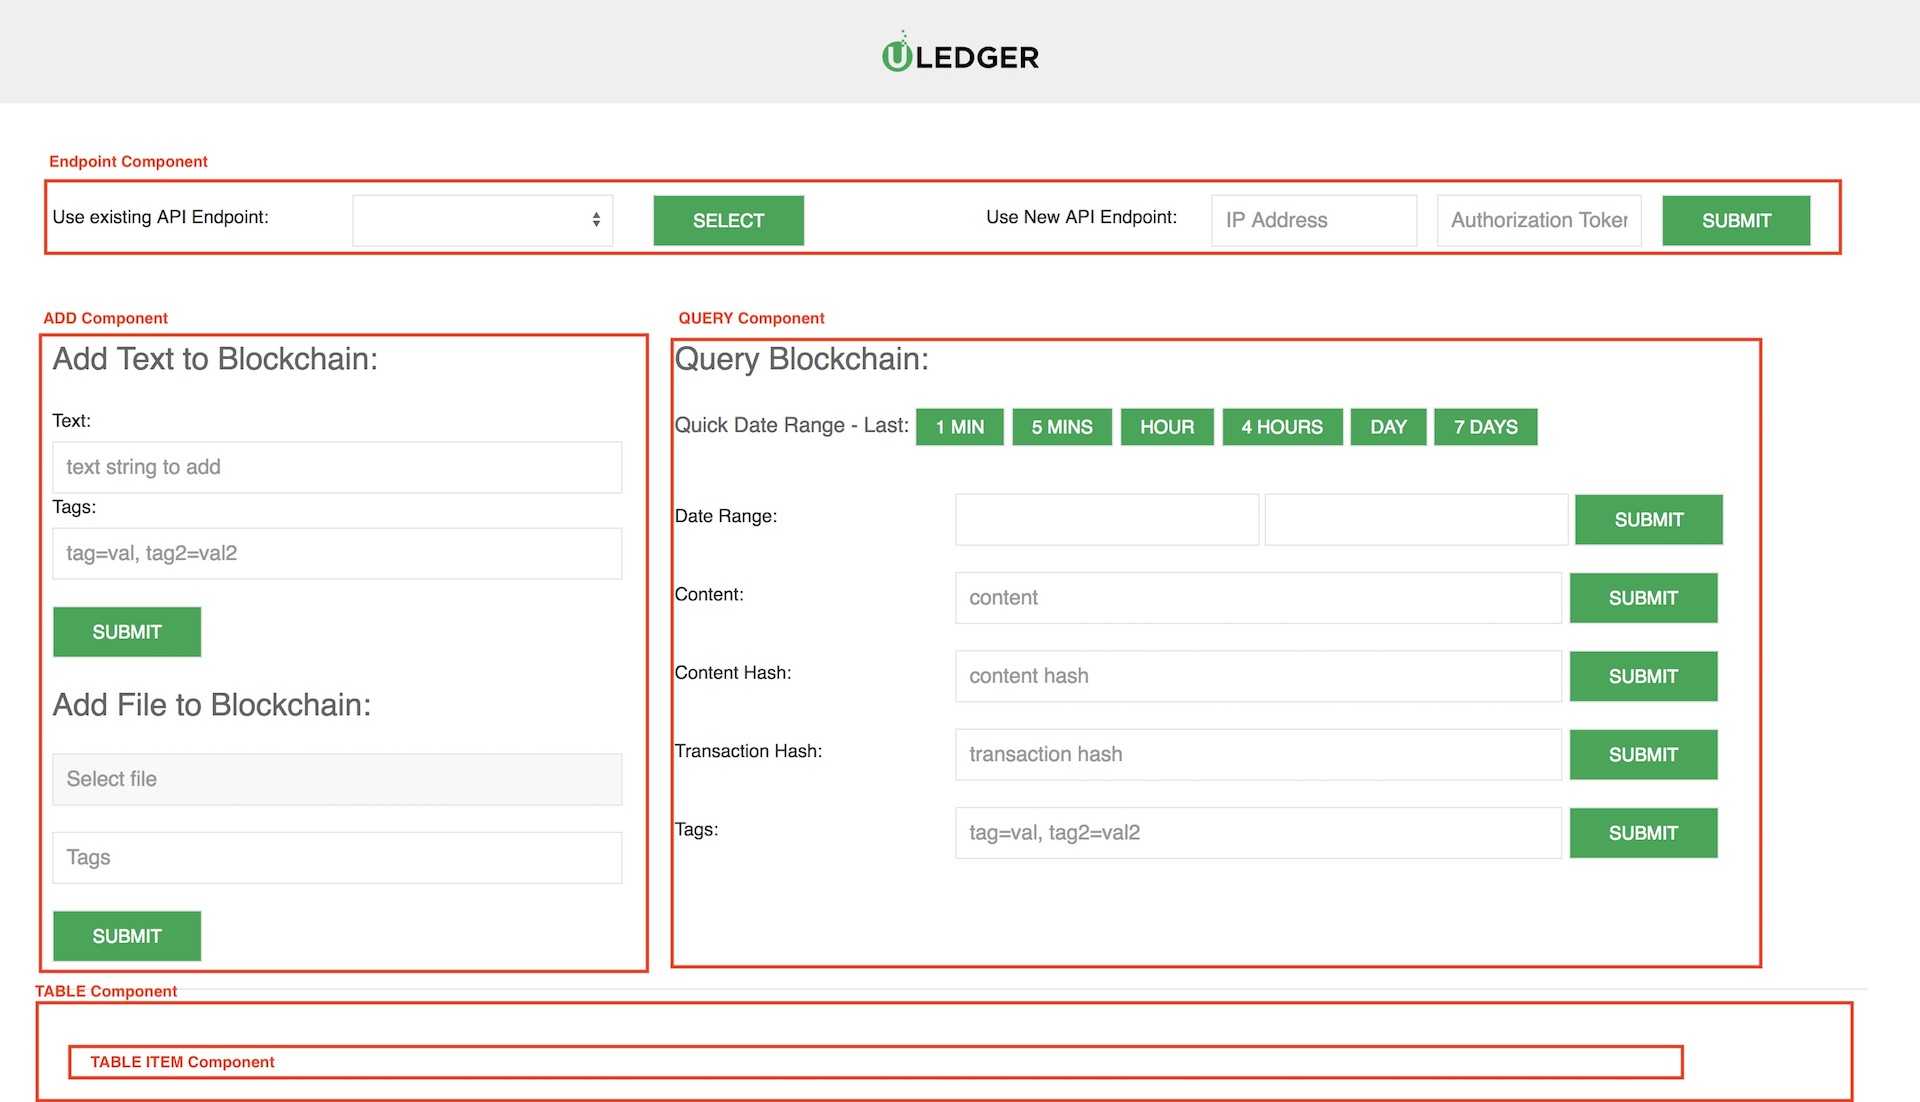 ULEDGER
Endpoint Component
Use existing API Endpoint: SELECT Use New API Endpoint: IP Address Authorization Token SUBMIT
ADD Component
Add Text to Blockchain:
Text:
text string to add
Tags:
tag=val, tag2=val2
SUBMIT
Add File to Blockchain:
Select file
Tags
SUBMIT
QUERY Component
Query Blockchain:
Quick Date Range - Last: 1 MIN 5 MINS HOUR 4 HOURS DAY 7 DAYS
Date Range: SUBMIT
Content: content SUBMIT
Content Hash: content hash SUBMIT
Transaction Hash: transaction hash SUBMIT
Tags: tag=val, tag2=val2 SUBMIT
TABLE Component
TABLE ITEM Component